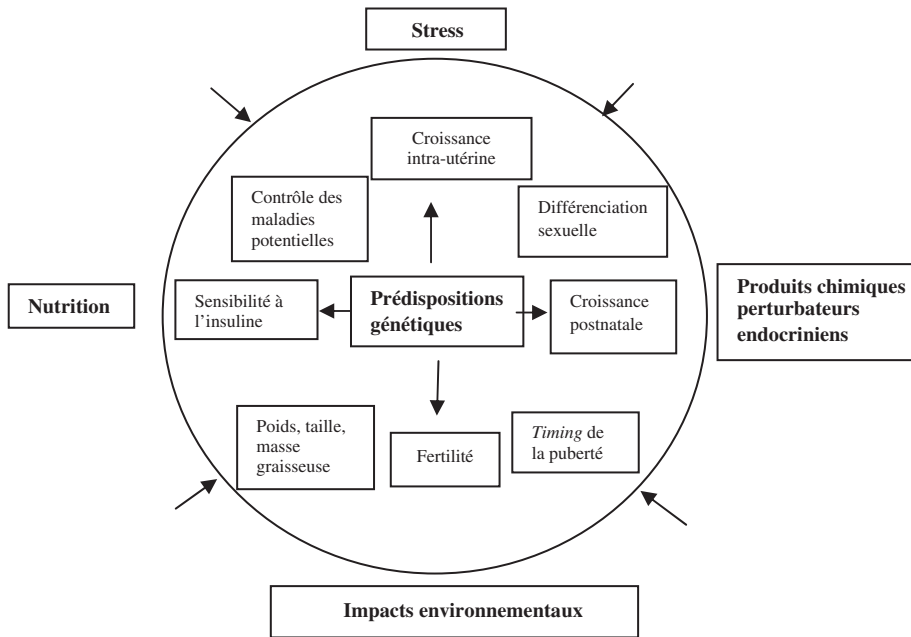 Stress
Croissance
intra-utérine
Contrôle des
maladies
potentielles
Différenciation
sexuelle
Nutrition
Sensibilité à
l’insuline
Prédispositions
génétiques
Croissance
postnatale
Produits chimiques
perturbateurs
endocriniens
Poids, taille,
masse
graisseuse
Fertilité
Timing de
la puberté
Impacts environnementaux